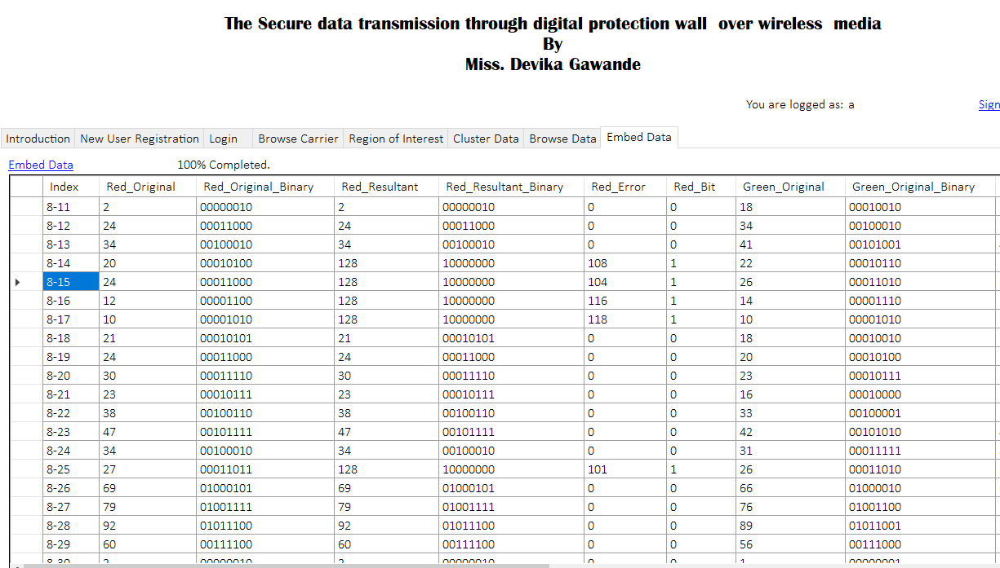 The Secure data transmission through digital protection wall over wireless media
By
Miss. Devika Gawande
You are logged as: a Sign
Introduction New User Registration Login Browse Carrier Region of Interest Cluster Data Browse Data Embed Data
Embed Data 100% Completed.
Index Red_Original Red_Original_Binary Red_Resultant Red_Resultant_Binary Red_Error Red_Bit Green_Original Green_Original_Binary
8-11 2 00000010 2 00000010 0 0 18 00010010
8-12 24 00011000 24 00011000 0 0 34 00100010
8-13 34 00100010 34 00100010 0 0 41 00101001
8-14 20 00010100 128 10000000 108 1 22 00010110
8-15 24 00011000 128 10000000 104 1 26 00011010
8-16 12 00001100 128 10000000 116 1 14 00001110
8-17 10 00001010 128 10000000 118 1 10 00001010
8-18 21 00010101 21 00010101 0 0 18 00010010
8-19 24 00011000 24 00011000 0 0 20 00010100
8-20 30 00011110 30 00011110 0 0 23 00010111
8-21 23 00010111 23 00010111 0 0 16 00010000
8-22 38 00100110 38 00100110 0 0 33 00100001
8-23 47 00101111 47 00101111 0 0 42 00101010
8-24 34 00100010 34 00100010 0 0 31 00011111
8-25 27 00011011 128 10000000 101 1 26 00011010
8-26 69 01000101 69 01000101 0 0 66 01000010
8-27 79 01001111 79 01001111 0 0 76 01001100
8-28 92 01011100 92 01011100 0 0 89 01011001
8-29 60 00111100 60 00111100 0 0 56 00111000
8-30 2 00000010 2 00000010 0 0 1 00000001